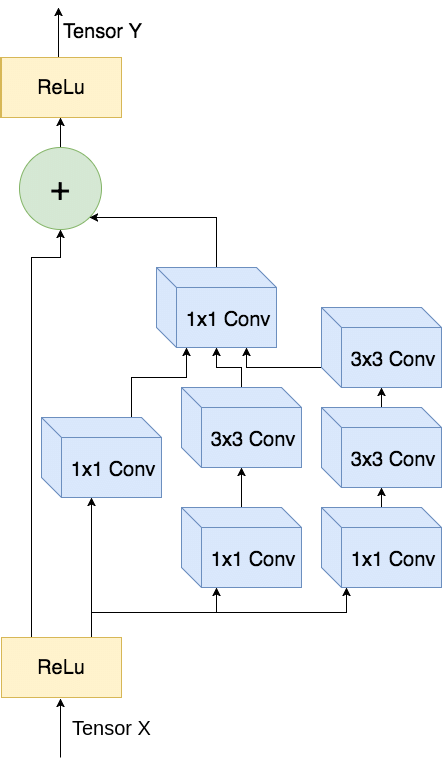 Tensor Y
ReLu
+
1x1 Conv
3x3 Conv
1x1 Conv
3x3 Conv
3x3 Conv
1x1 Conv
1x1 Conv
ReLu
Tensor X